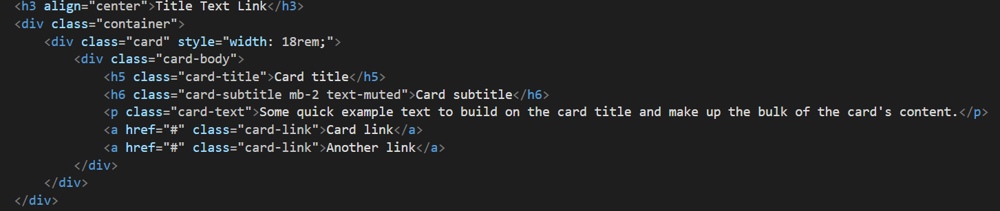 <h3 align="center">Title Text Link</h3>
<div class="container">
    <div class="card" style="width: 18rem;">
        <div class="card-body">
            <h5 class="card-title">Card title</h5>
            <h6 class="card-subtitle mb-2 text-muted">Card subtitle</h6>
            <p class="card-text">Some quick example text to build on the card title and make up the bulk of the card's content.</p>
            <a href="#" class="card-link">Card link</a>
            <a href="#" class="card-link">Another link</a>
        </div>
    </div>
</div>